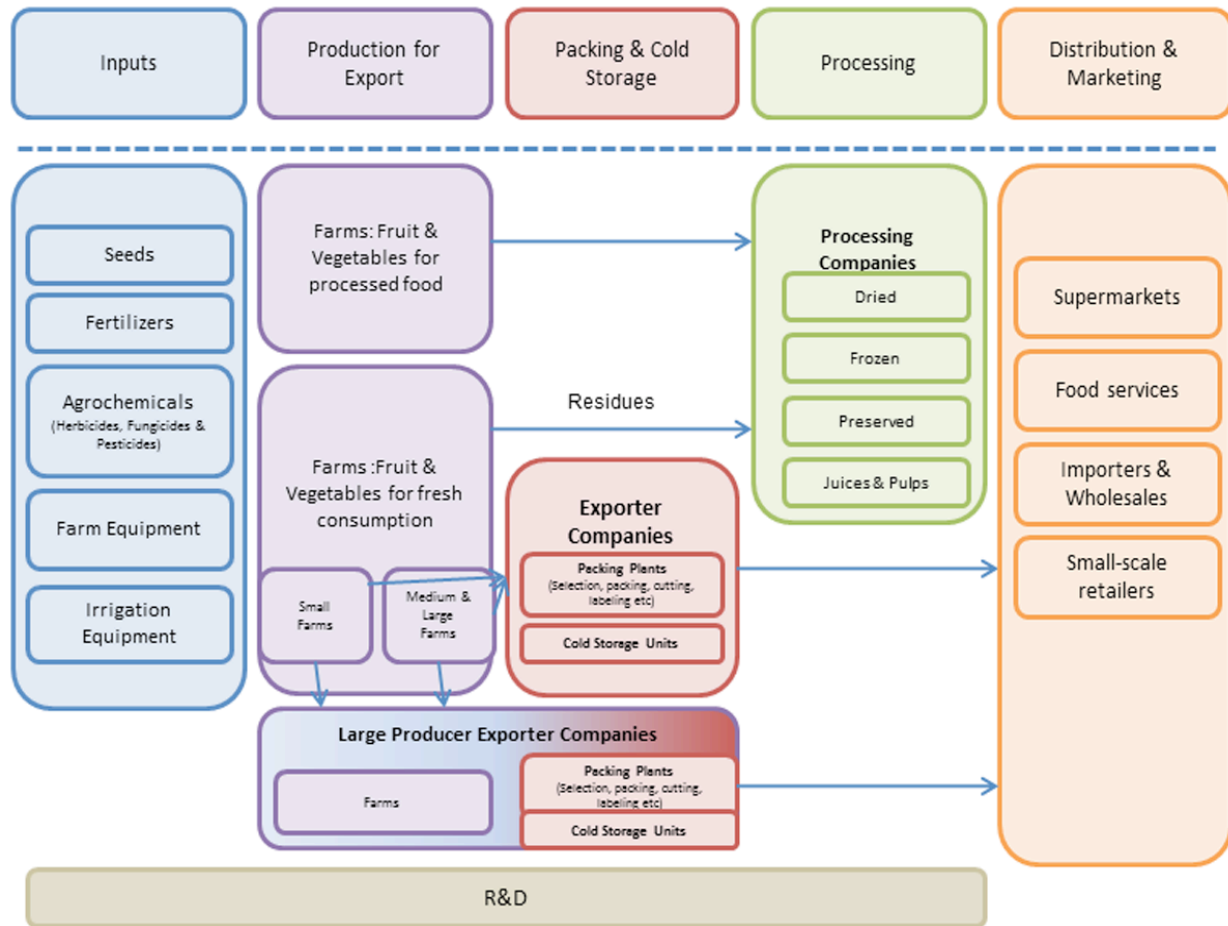 Inputs
Production for
Export
Packing & Cold
Storage
Processing
Distribution &
Marketing
Seeds
Fertilizers
Agrochemicals
(Herbicides, Fungicides &
Pesticides)
Farm Equipment
Irrigation
Equipment
Farms: Fruit &
Vegetables for
processed food
Farms :Fruit &
Vegetables for fresh
consumption
Small
Farms
Medium &
Large
Farms
Residues
Exporter
Companies
Packing Plants
(Selection, packing, cutting,
labeling etc)
Cold Storage Units
Processing
Companies
Dried
Frozen
Preserved
Juices & Pulps
Supermarkets
Food services
Importers &
Wholesales
Small-scale
retailers
Large Producer Exporter Companies
Farms
Packing Plants
(Selection, packing, cutting,
labeling etc)
Cold Storage Units
R&D